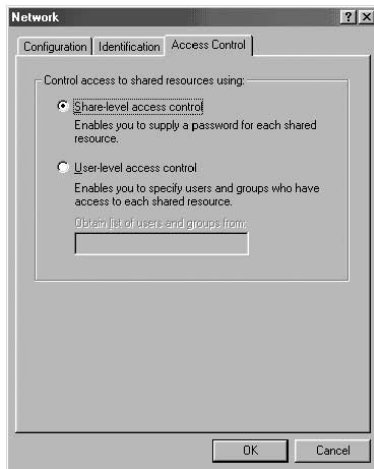 Network
Configuration Identification Access Control
Control access to shared resources using:
Share-level access control
Enables you to supply a password for each shared
resource.
User-level access control
Enables you to specify users and groups who have
access to each shared resource.
Obtain list of users and groups from:
OK Cancel